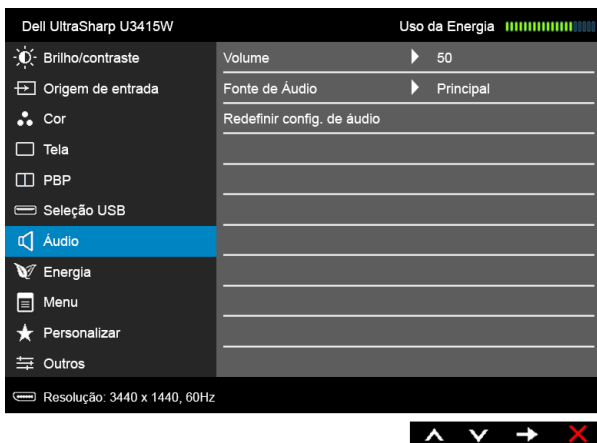 Dell UltraSharp U3415W Uso da Energia
Brilho/contraste Volume 50
Origem de entrada Fonte de Áudio Principal
Cor Redefinir config. de áudio
Tela
PBP
Seleção USB
Áudio
Energia
Menu
Personalizar
Outros
Resolução: 3440 x 1440, 60Hz